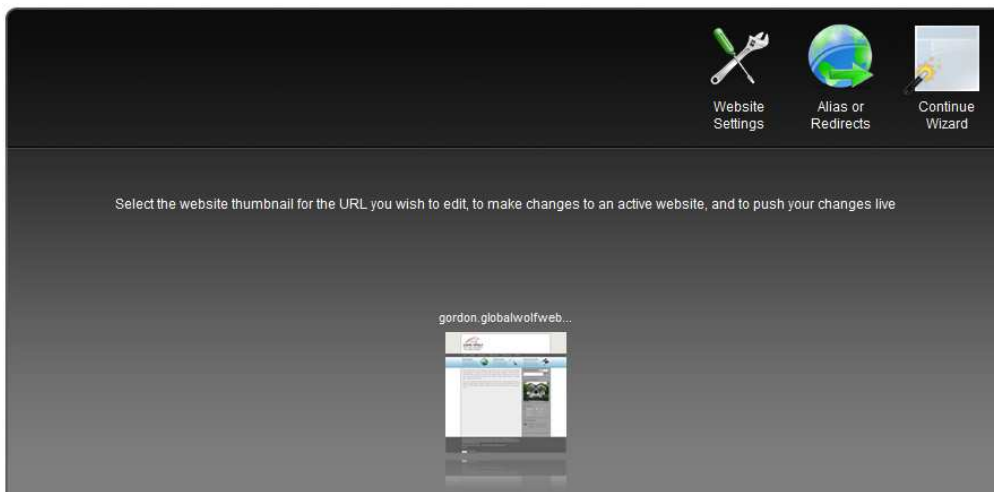 Website
Settings
Alias or
Redirects
Continue
Wizard
Select the website thumbnail for the URL you wish to edit, to make changes to an active website, and to push your changes live
gordon.globalwolfweb...